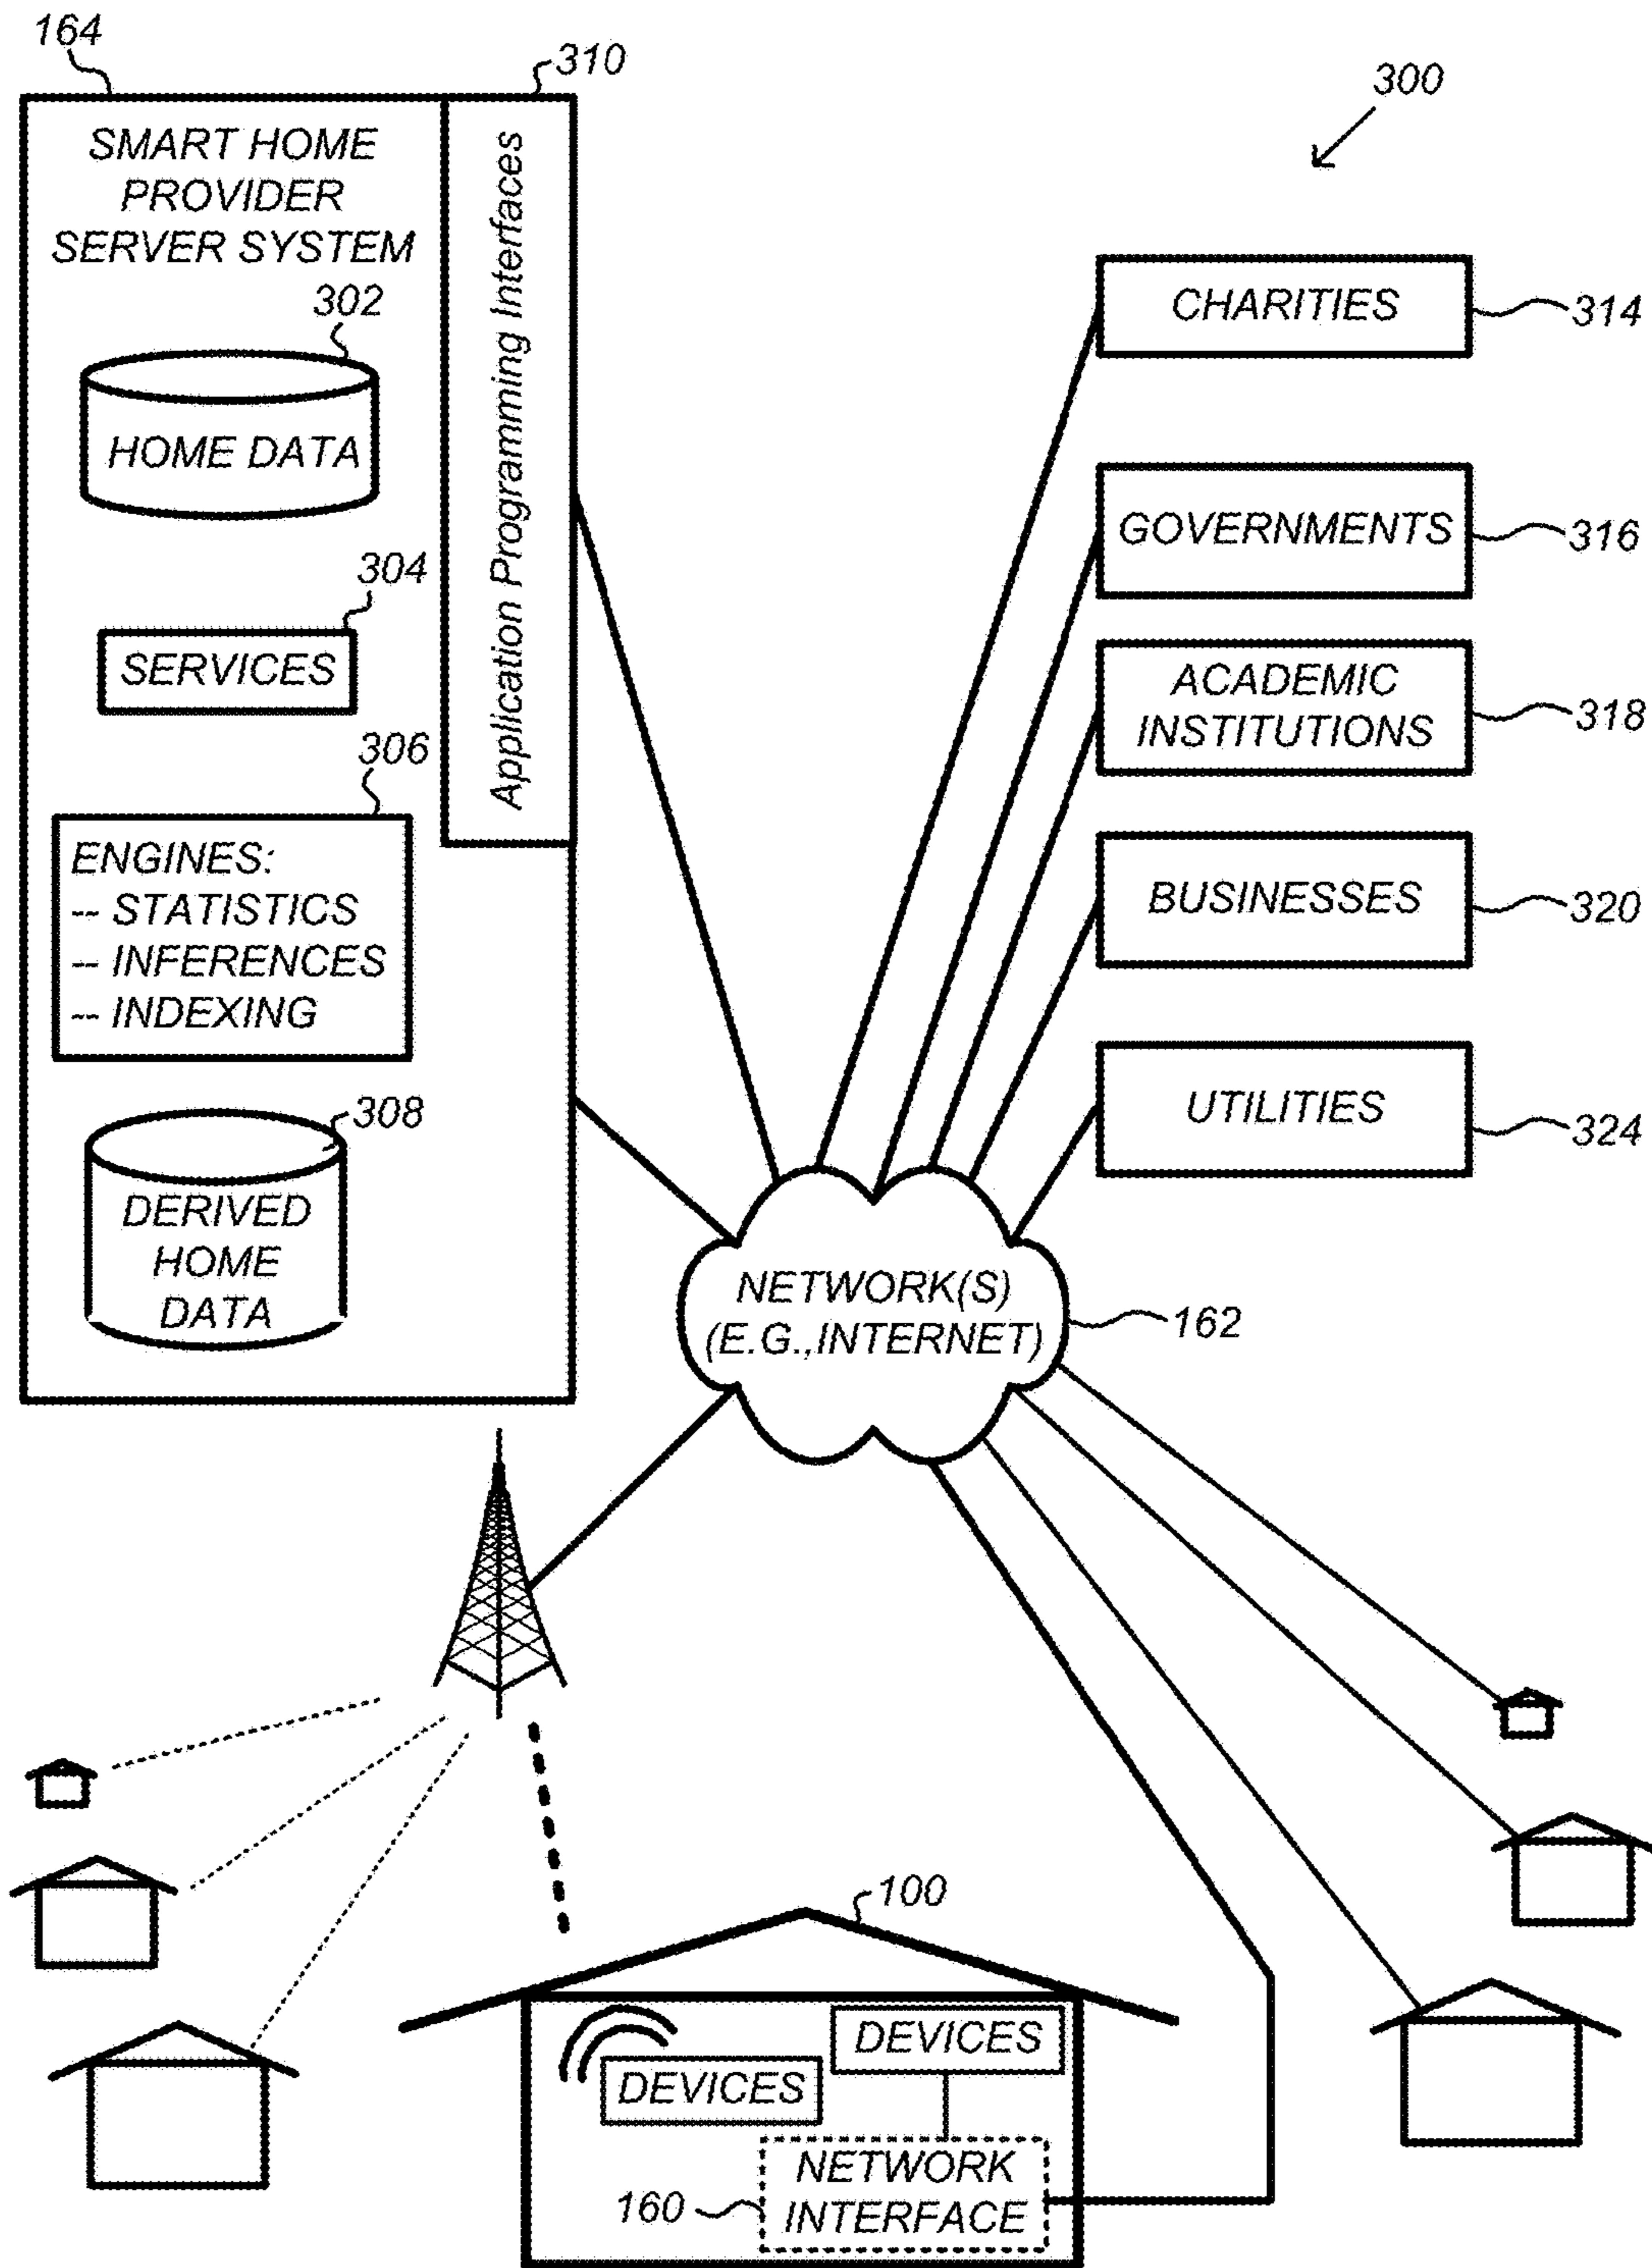 164
310
300
SMART HOME
PROVIDER
SERVER SYSTEM
Application Programming Interfaces
302
HOME DATA
304
SERVICES
306
ENGINES:
-- STATISTICS
-- INFERENCES
-- INDEXING
308
DERIVED
HOME
DATA
CHARITIES
314
GOVERNMENTS
316
ACADEMIC
INSTITUTIONS
318
BUSINESSES
320
UTILITIES
324
NETWORK(S)
(E.G.,INTERNET)
162
100
DEVICES
DEVICES
NETWORK
INTERFACE
160